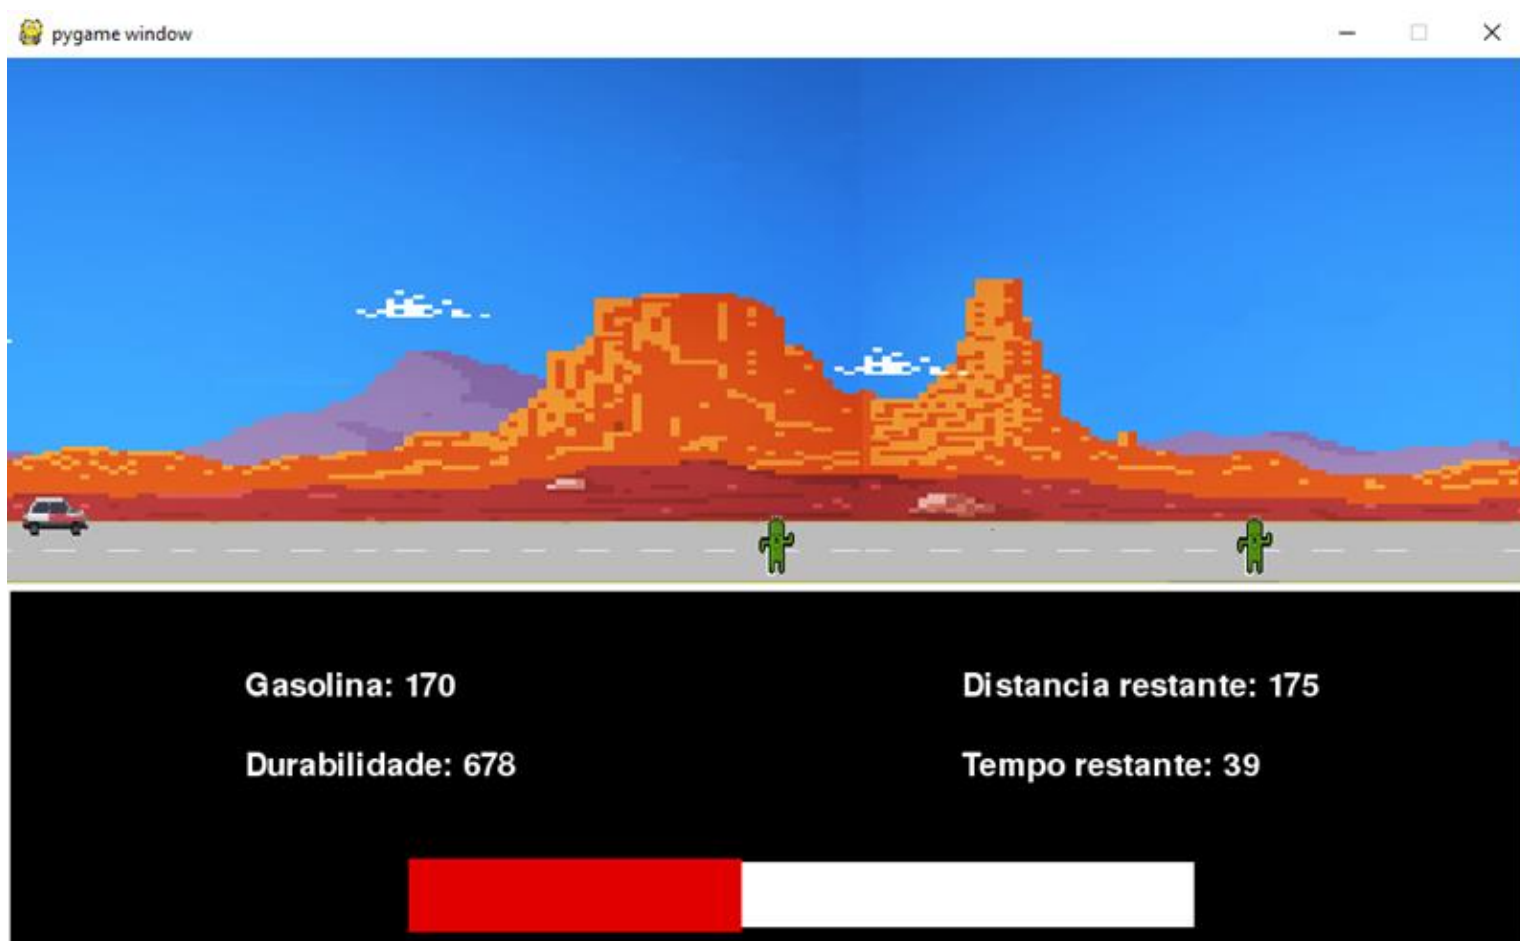 pygame window
Gasolina: 170
Distancia restante: 175
Durabilidade: 678
Tempo restante: 39